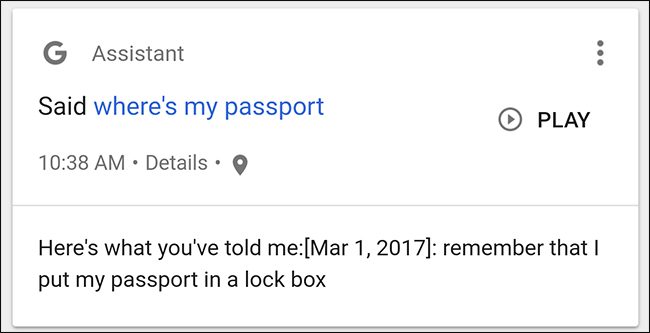 G Assistant
Said where's my passport
PLAY
10:38 AM • Details •
Here's what you've told me:[Mar 1, 2017]: remember that I
put my passport in a lock box